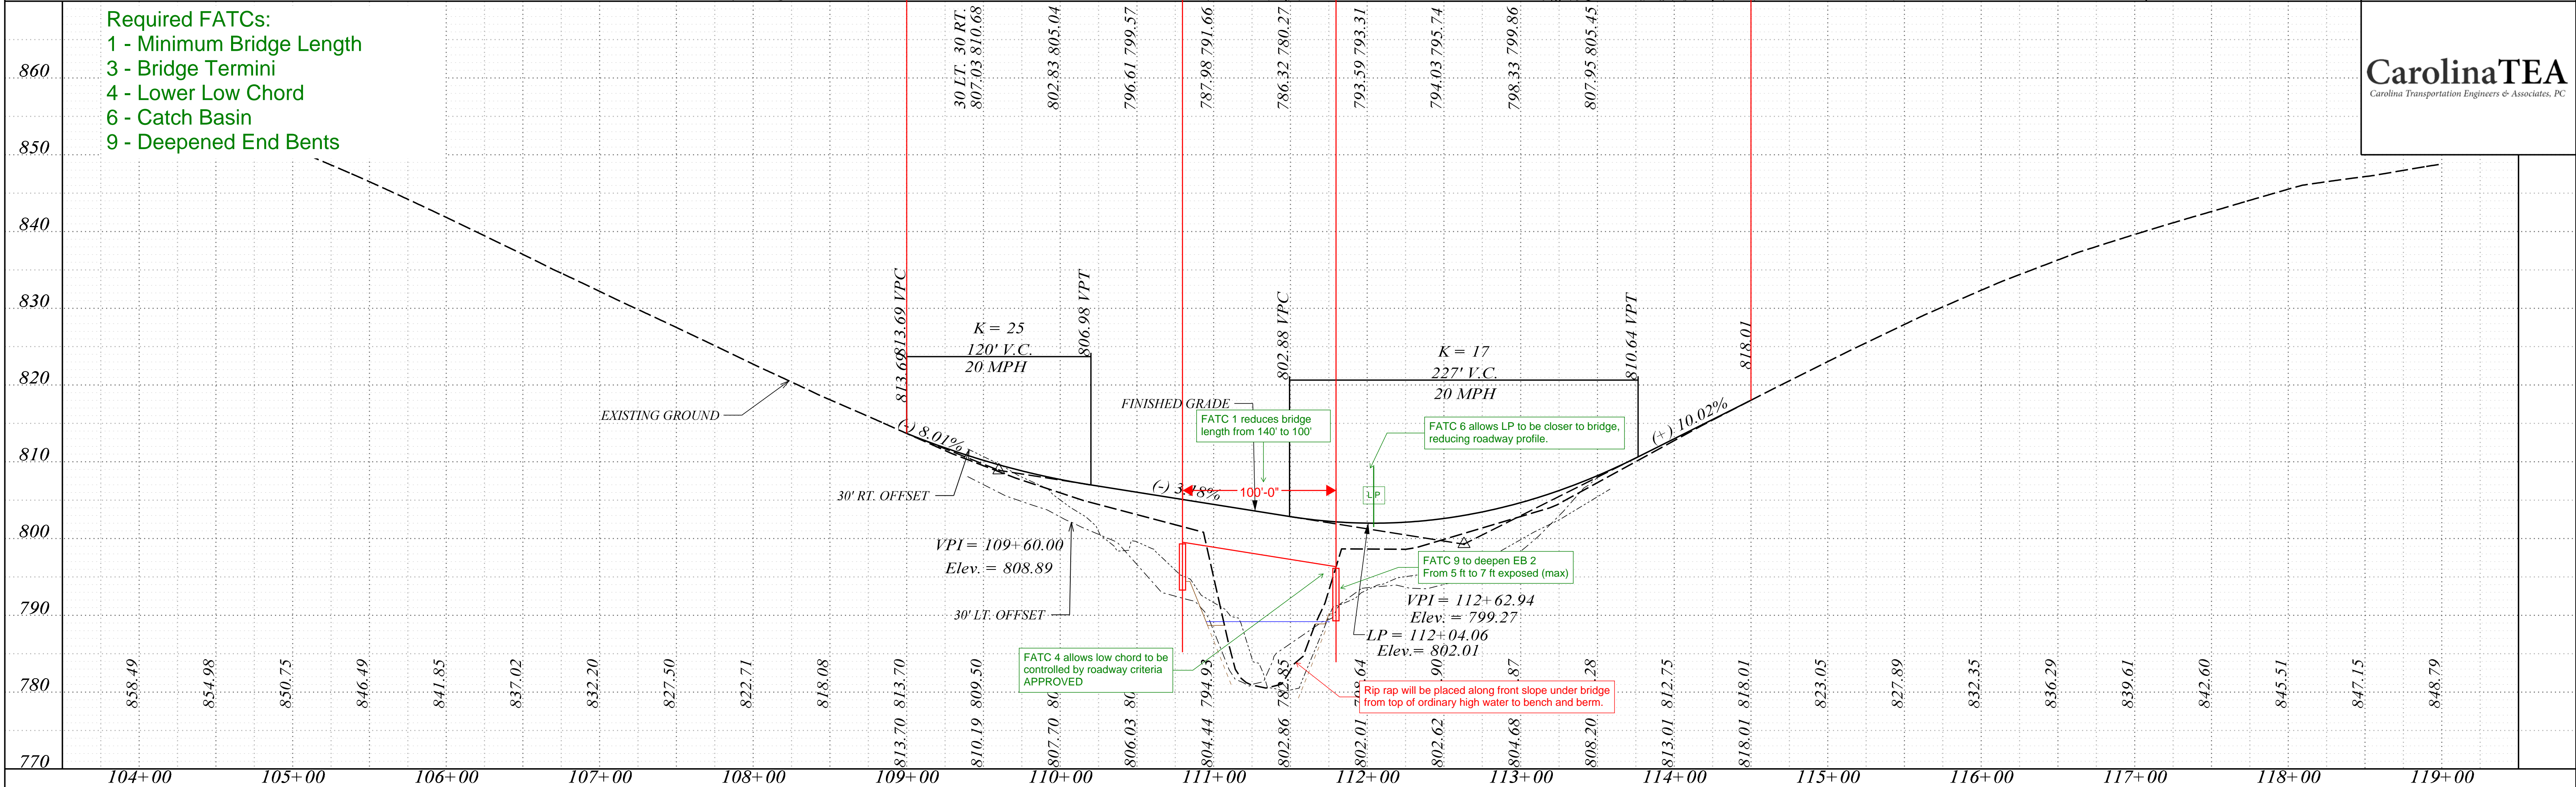 Required FATCs:
1 - Minimum Bridge Length
3 - Bridge Termini
4 - Lower Low Chord
6 - Catch Basin
9 - Deepened End Bents
CarolinaTEA
Carolina Transportation Engineers & Associates, PC
30 LT. 30 RT.
807.03 810.68
802.83 805.04
796.61 799.57
787.98 791.66
786.32 780.27
793.59 793.31
794.03 795.74
798.33 799.86
807.95 805.45
860
850
840
830
820
810
800
790
780
770
813.69 VPC
813.69
K = 25
120' V.C.
20 MPH
806.98 VPT
802.88 VPC
K = 17
227' V.C.
20 MPH
810.64 VPT
818.01
EXISTING GROUND
FINISHED GRADE
FATC 1 reduces bridge
length from 140' to 100'
FATC 6 allows LP to be closer to bridge,
reducing roadway profile.
(-) 8.01%
(-) 3.18%
(+) 10.02%
100'-0"
LP
30' RT. OFFSET
30' LT. OFFSET
VPI = 109+60.00
Elev. = 808.89
FATC 9 to deepen EB 2
From 5 ft to 7 ft exposed (max)
VPI = 112+62.94
Elev. = 799.27
LP = 112+04.06
Elev.= 802.01
FATC 4 allows low chord to be
controlled by roadway criteria
APPROVED
Rip rap will be placed along front slope under bridge
from top of ordinary high water to bench and berm.
858.49
854.98
850.75
846.49
841.85
837.02
832.20
827.50
822.71
818.08
813.70 813.70
810.19 809.50
807.70
806.03
804.44 794.93
802.86 782.85
802.01
802.62
804.68
808.20
813.01 812.75
818.01 818.01
823.05
827.89
832.35
836.29
839.61
842.60
845.51
847.15
848.79
104+00
105+00
106+00
107+00
108+00
109+00
110+00
111+00
112+00
113+00
114+00
115+00
116+00
117+00
118+00
119+00